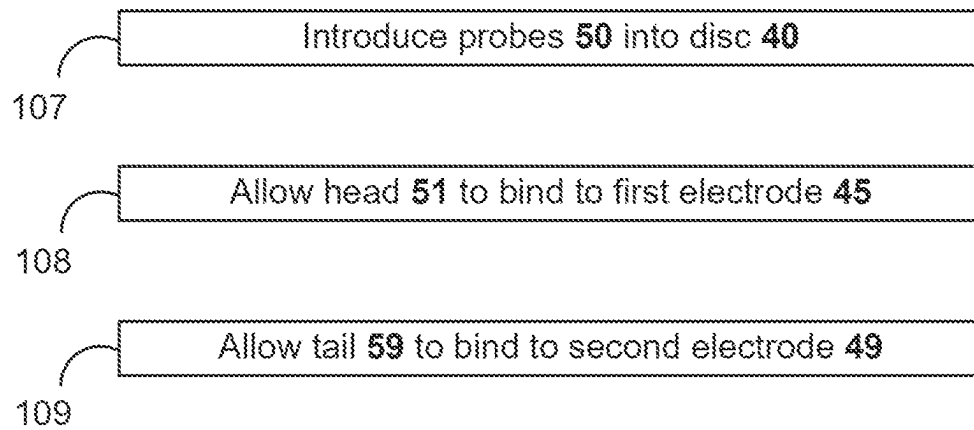 Introduce probes 50 into disc 40
107
Allow head 51 to bind to first electrode 45
108
Allow tail 59 to bind to second electrode 49
109